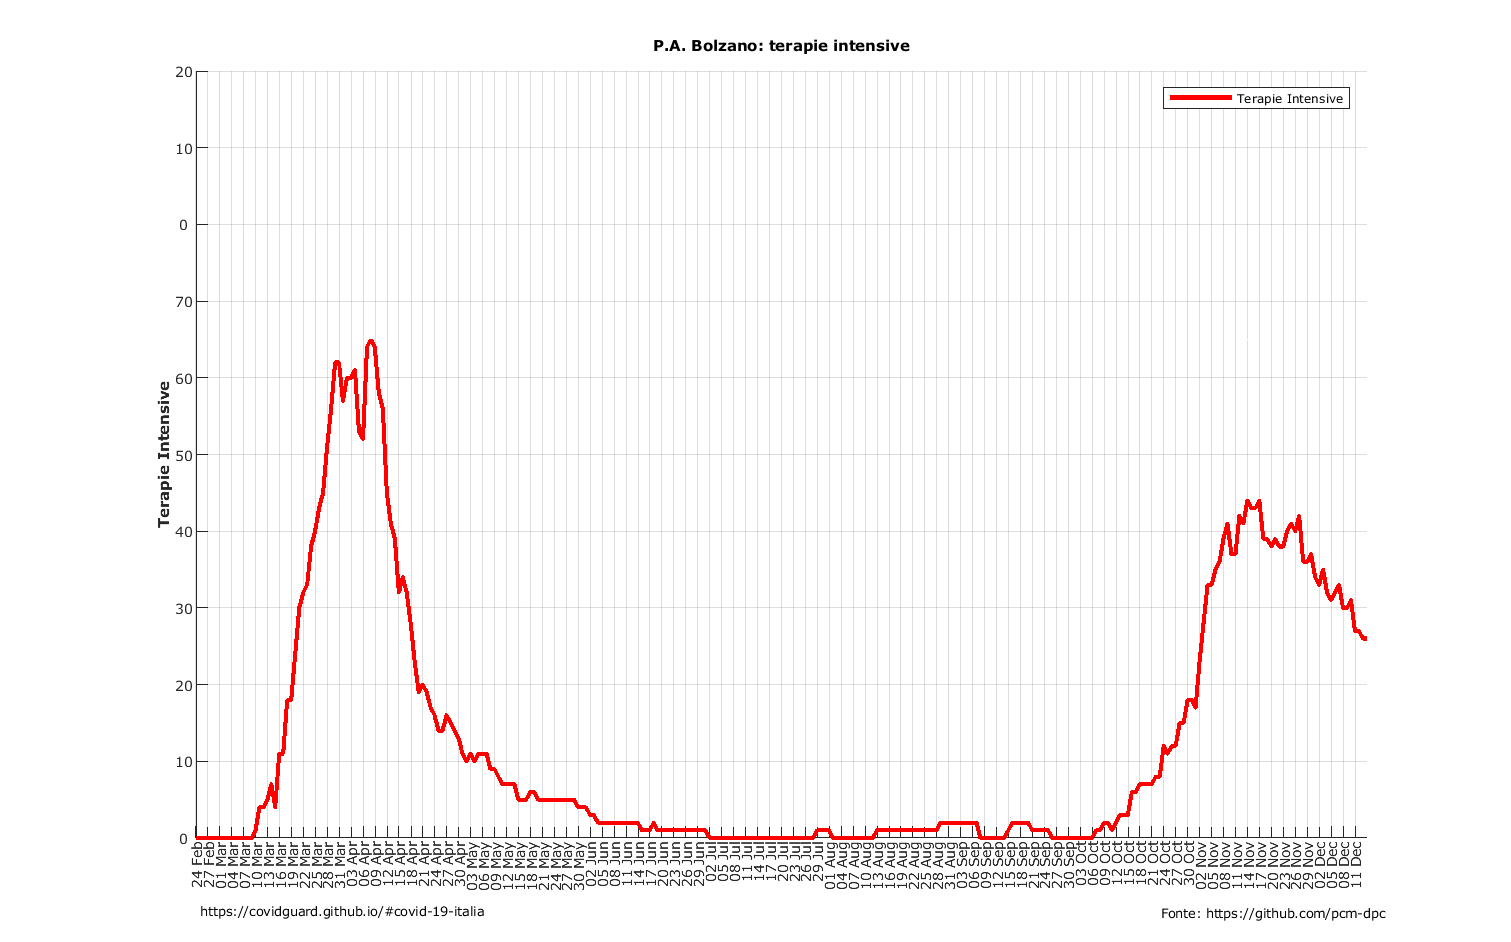 P.A. Bolzano: terapie intensive
Terapie Intensive
20
10
0
70
60
50
40
30
20
10
0
Terapie Intensive
24 Feb
27 Feb
01 Mar
04 Mar
07 Mar
10 Mar
13 Mar
16 Mar
19 Mar
22 Mar
25 Mar
28 Mar
31 Mar
03 Apr
06 Apr
09 Apr
12 Apr
15 Apr
18 Apr
21 Apr
24 Apr
27 Apr
30 Apr
03 May
06 May
09 May
12 May
15 May
18 May
21 May
24 May
27 May
30 May
02 Jun
05 Jun
08 Jun
11 Jun
14 Jun
17 Jun
20 Jun
23 Jun
26 Jun
29 Jun
02 Jul
05 Jul
08 Jul
11 Jul
14 Jul
17 Jul
20 Jul
23 Jul
26 Jul
29 Jul
01 Aug
04 Aug
07 Aug
10 Aug
13 Aug
16 Aug
19 Aug
22 Aug
25 Aug
28 Aug
31 Aug
03 Sep
06 Sep
09 Sep
12 Sep
15 Sep
18 Sep
21 Sep
24 Sep
27 Sep
30 Sep
03 Oct
06 Oct
09 Oct
12 Oct
15 Oct
18 Oct
21 Oct
24 Oct
27 Oct
30 Oct
02 Nov
05 Nov
08 Nov
11 Nov
14 Nov
17 Nov
20 Nov
23 Nov
26 Nov
29 Nov
02 Dec
05 Dec
08 Dec
11 Dec
https://covidguard.github.io/#covid-19-italia
Fonte: https://github.com/pcm-dpc